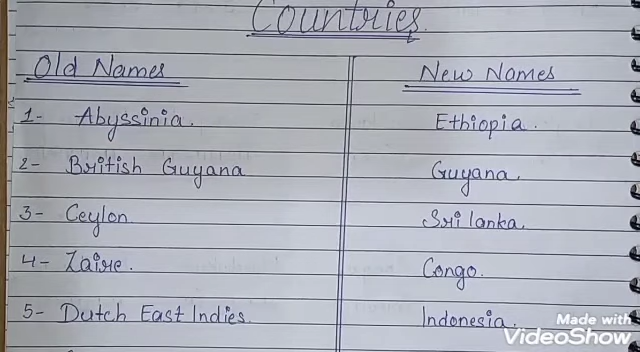 Countries
Old Names New Names
1- Abyssinia. Ethiopia.
2- British Guyana Guyana.
3- Ceylon Sri lanka.
4- Zaire. Congo.
5- Dutch East Indies. Indonesia.
Made with
VideoShow